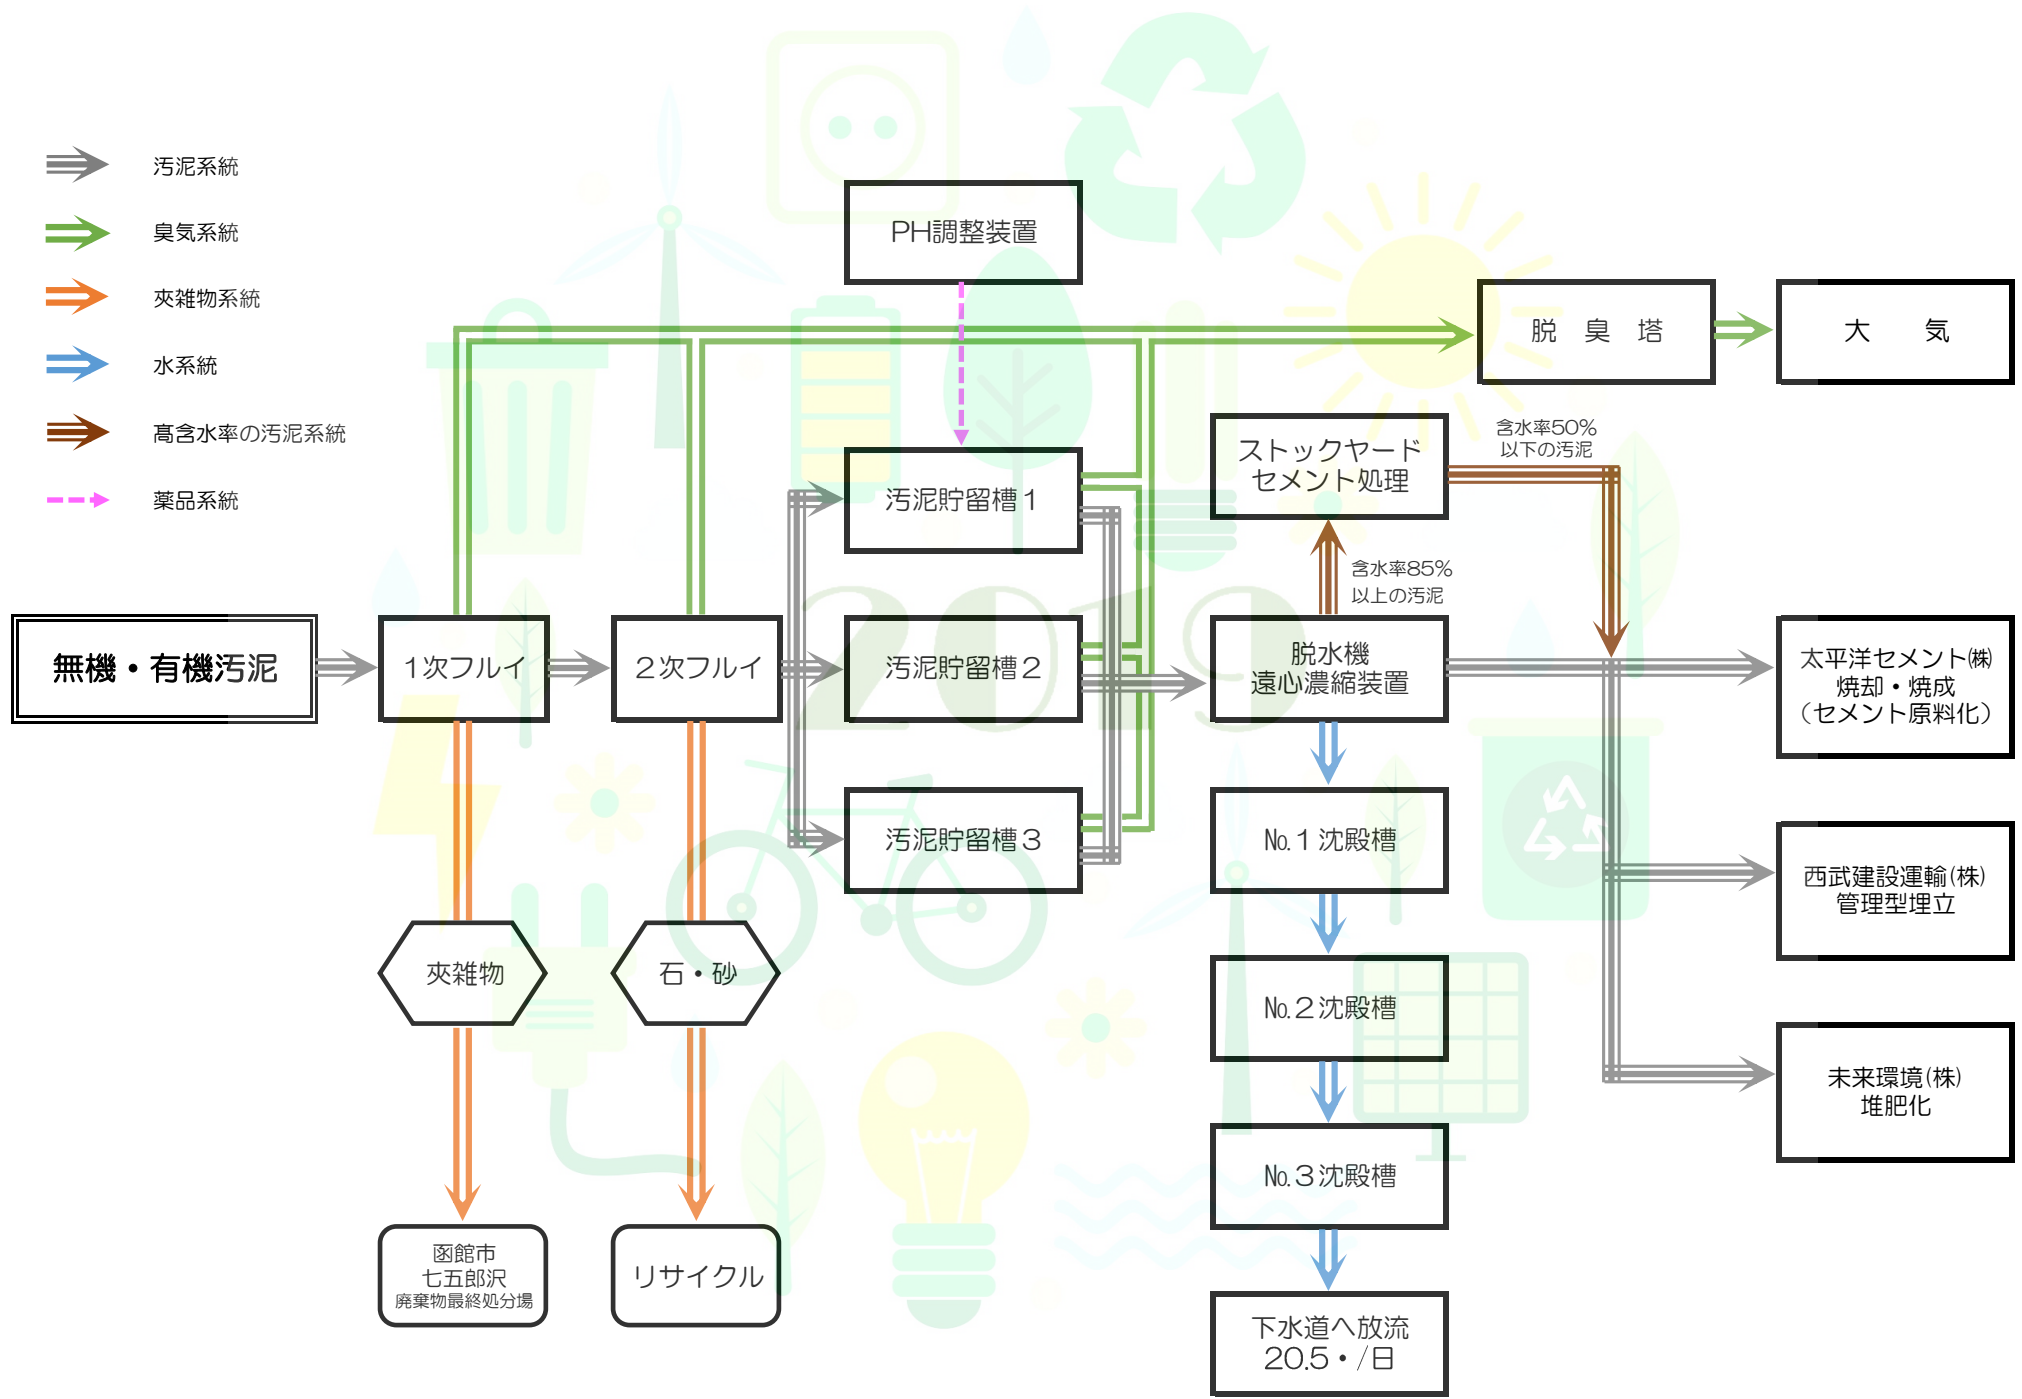 汚泥系統
臭気系統
夾雑物系統
水系統
髙含水率の汚泥系統
薬品系統
PH調整装置
脱　臭　塔
大　　気
ストックヤード
セメント処理
含水率50%
以下の汚泥
汚泥貯留槽１
含水率85%
以上の汚泥
2019
無機・有機汚泥
１次フルイ
２次フルイ
汚泥貯留槽２
脱水機
遠心濃縮装置
太平洋セメント㈱
焼却・焼成
（セメント原料化）
汚泥貯留槽３
№１沈殿槽
西武建設運輸(株)
管理型埋立
夾雑物
石・砂
№２沈殿槽
未来環境(株)
堆肥化
№３沈殿槽
函館市
七五郎沢
廃棄物最終処分場
リサイクル
下水道へ放流
20.5・/日